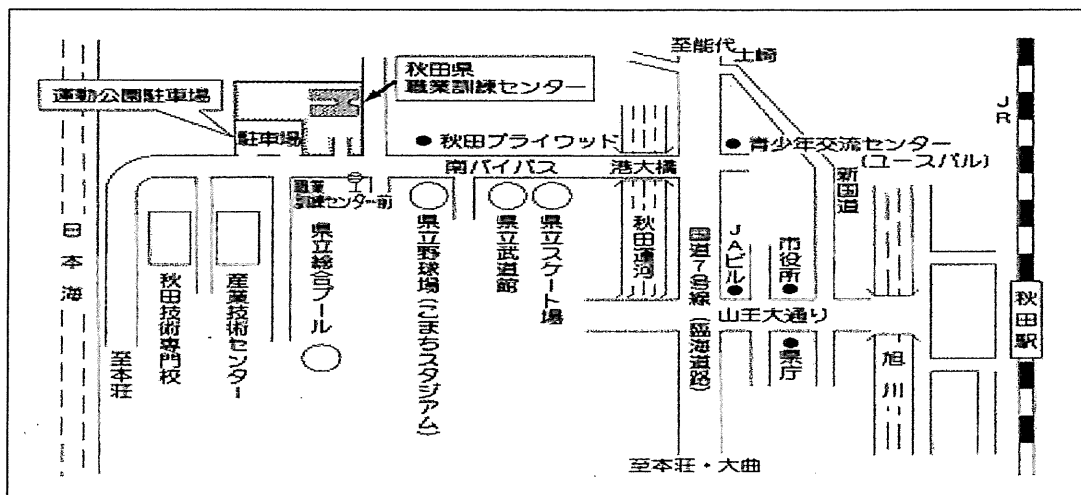 至能代
土崎
秋田県
職業訓練センター
運動公園駐車場
JR
駐車場
秋田プライウッド
青少年交流センター
(ユースパル)
南バイパス
港大橋
新国道
職業
訓練センター前
日本海
秋田運河
国道7号線(臨海道路)
JAビル
市役所
県立総合プール
県立野球場(こまちスタジアム)
県立武道館
県立スケート場
秋田技術専門校
産業技術センター
山王大通り
秋田駅
県庁
旭川
至本荘
至本荘・大曲